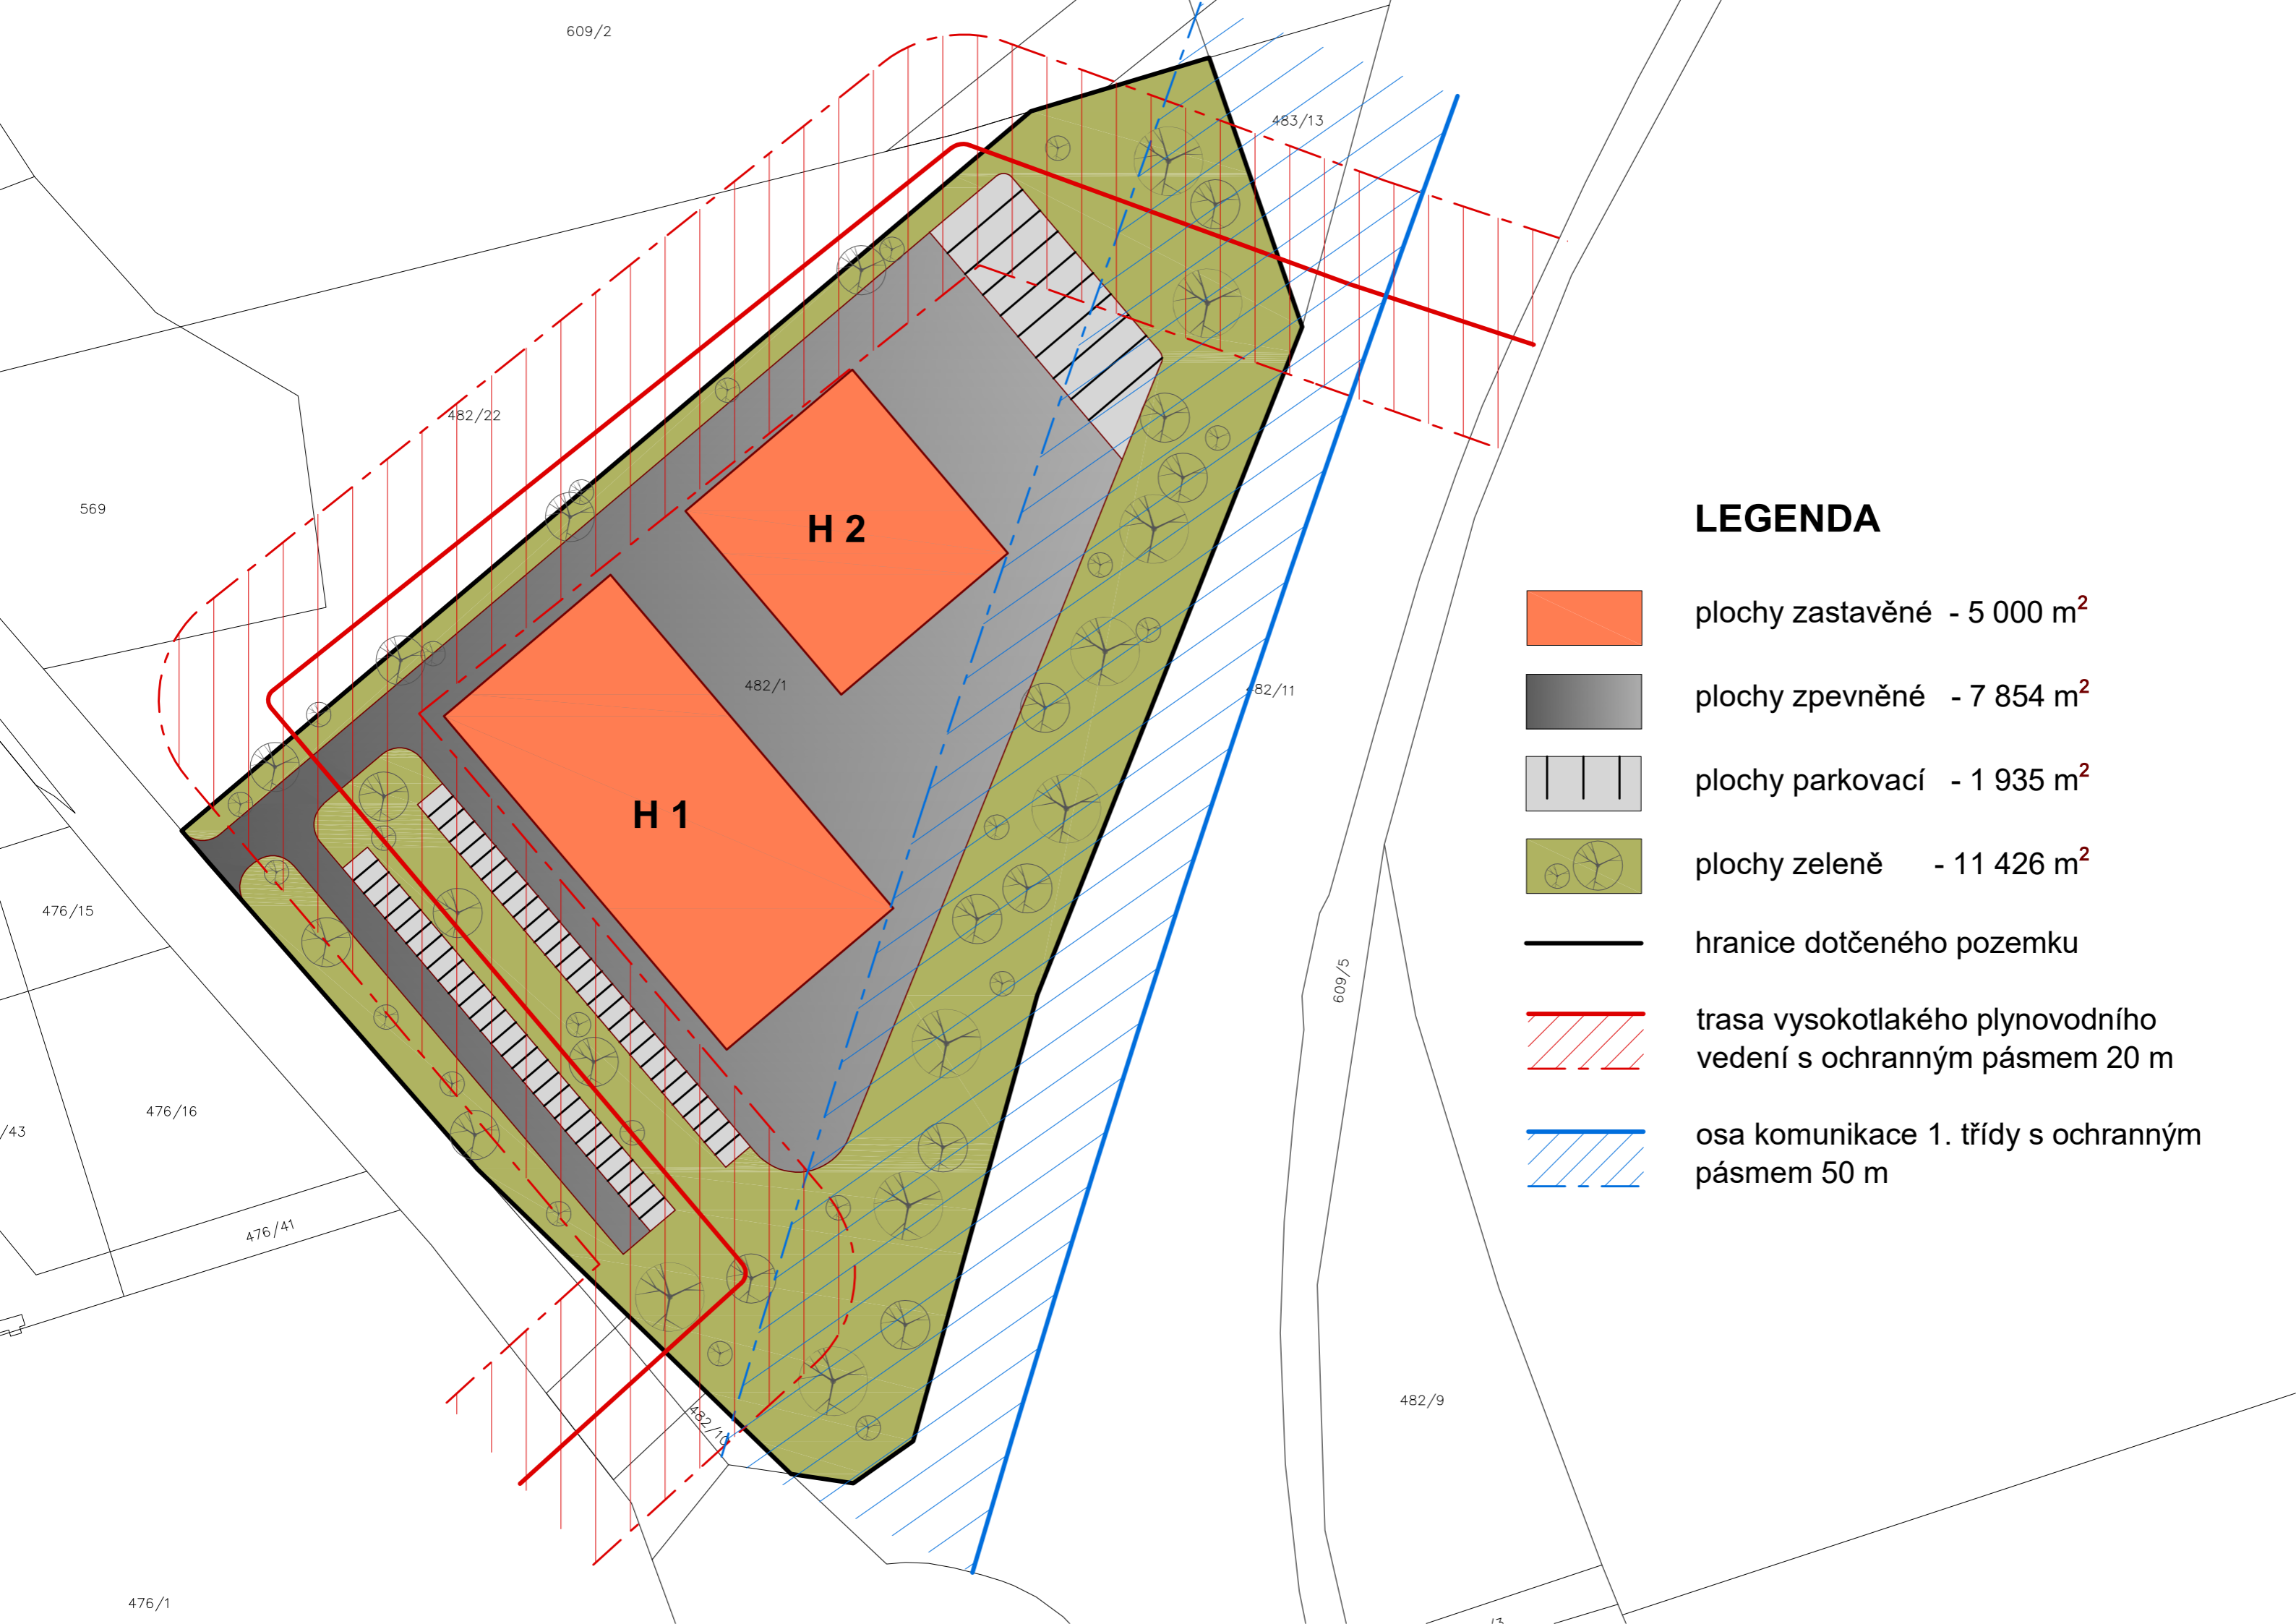 609/2
483/13
482/22
569
LEGENDA
H 2
plochy zastavěné - 5 000 m²
482/1
482/11
plochy zpevněné - 7 854 m²
plochy parkovací - 1 935 m²
H 1
plochy zeleně - 11 426 m²
476/15
hranice dotčeného pozemku
609/5
trasa vysokotlakého plynovodního
vedení s ochranným pásmem 20 m
476/16
/43
osa komunikace 1. třídy s ochranným
pásmem 50 m
476/41
482/9
482/10
476/1